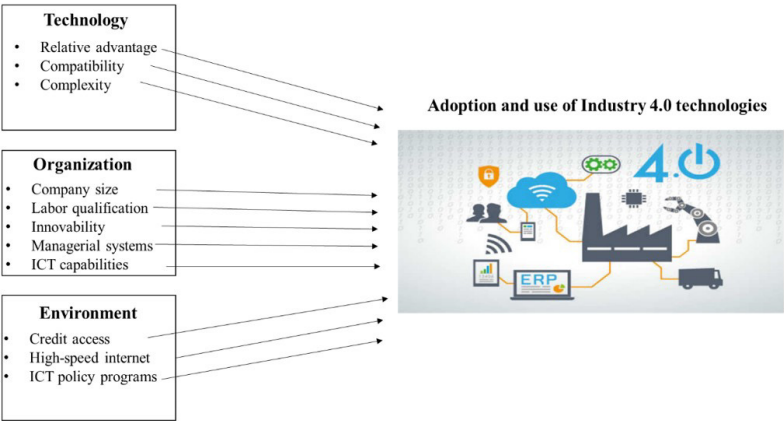 Technology
• Relative advantage
• Compatibility
• Complexity
Organization
• Company size
• Labor qualification
• Innovability
• Managerial systems
• ICT capabilities
Environment
• Credit access
• High-speed internet
• ICT policy programs
Adoption and use of Industry 4.0 technologies
4.0
ERP